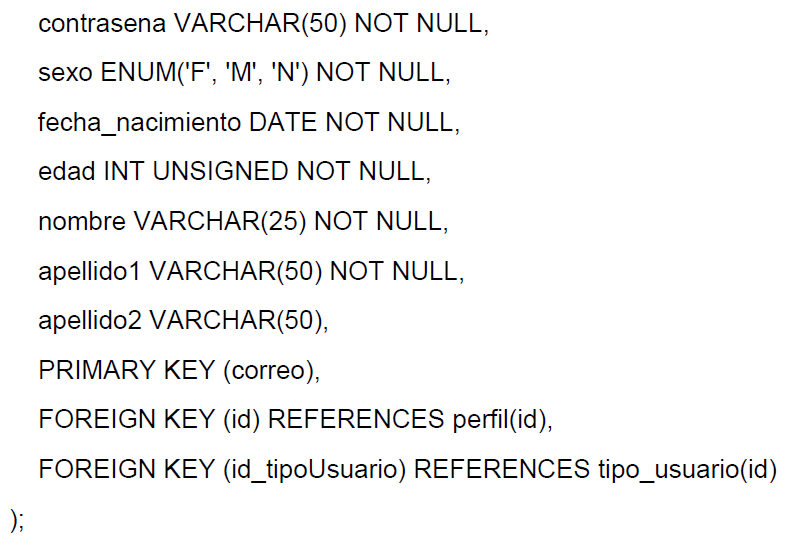 contrasena VARCHAR(50) NOT NULL,
sexo ENUM('F', 'M', 'N') NOT NULL,
fecha_nacimiento DATE NOT NULL,
edad INT UNSIGNED NOT NULL,
nombre VARCHAR(25) NOT NULL,
apellido1 VARCHAR(50) NOT NULL,
apellido2 VARCHAR(50),
PRIMARY KEY (correo),
FOREIGN KEY (id) REFERENCES perfil(id),
FOREIGN KEY (id_tipoUsuario) REFERENCES tipo_usuario(id)
);